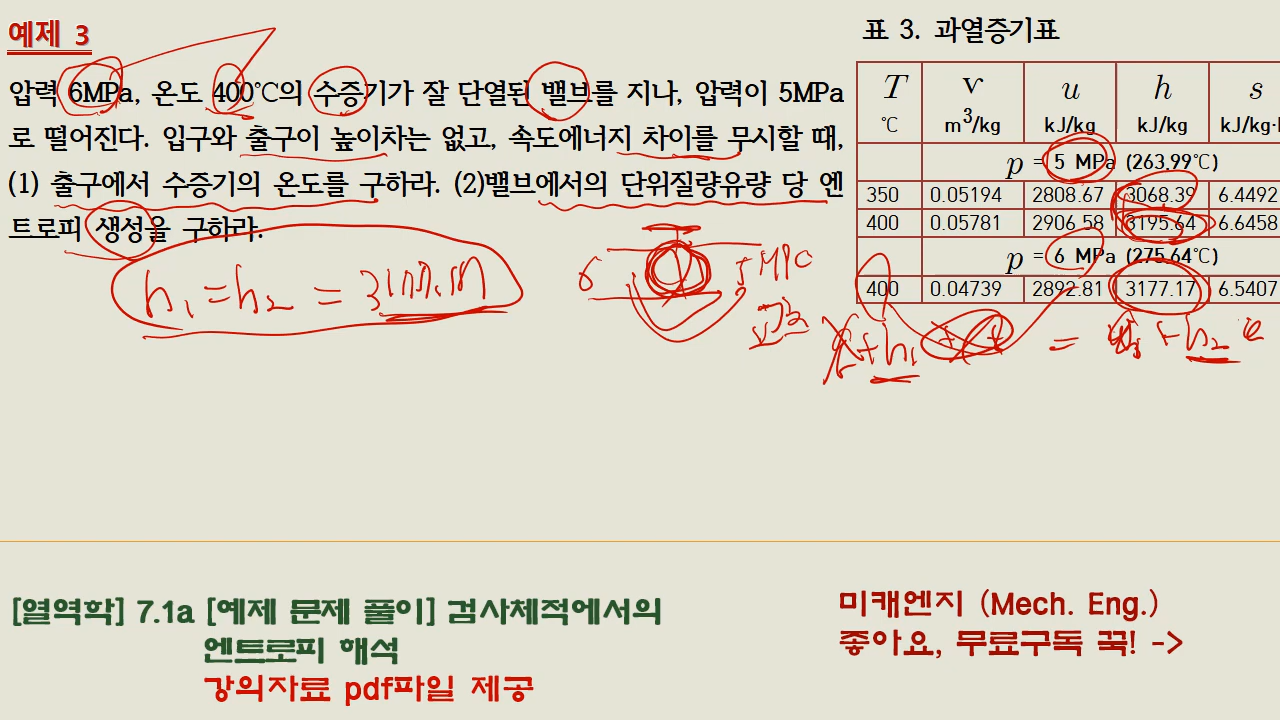 예제 3
압력 6MPa, 온도 400℃의 수증기가 잘 단열된 밸브를 지나, 압력이 5MPa
로 떨어진다. 입구와 출구이 높이차는 없고, 속도에너지 차이를 무시할 때,
(1) 출구에서 수증기의 온도를 구하라. (2)밸브에서의 단위질량유량 당 엔
트로피 생성을 구하라.
h₁ = h₂ =
6
5 MPa
표 3. 과열증기표
T v u h s
℃ m³/kg kJ/kg kJ/kg kJ/kg·
p = 5 MPa (263.99℃)
350 0.05194 2808.67 3068.39 6.4492
400 0.05781 2906.58 3195.64 6.6458
p = 6 MPa (275.64℃)
400 0.04739 2892.81 3177.17 6.5407
+ h₁ = + h₂
[열역학] 7.1a [예제 문제 풀이] 검사체적에서의
엔트로피 해석
강의자료 pdf파일 제공
미캐엔지 (Mech. Eng.)
좋아요, 무료구독 꾹! ->